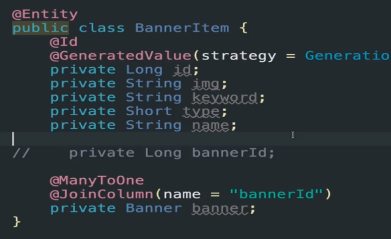 @Entity
public class BannerItem {
@Id
@GeneratedValue(strategy = Generatio
private Long id;
private String img;
private String keyword;
private Short type;
private String name;
//    private Long bannerId;
@ManyToOne
@JoinColumn(name = "bannerId")
private Banner banner;
}